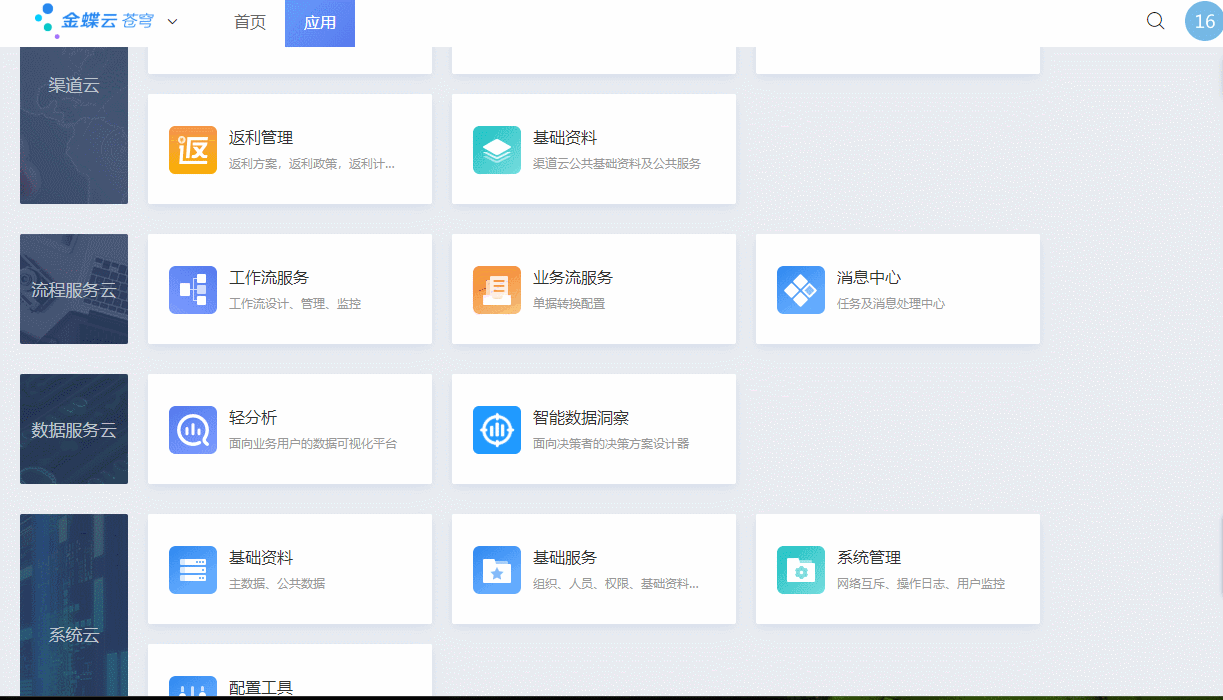 金蝶云 苍穹
首页
应用
16
渠道云
返利管理
返利方案，返利政策，返利计...
基础资料
渠道云公共基础资料及公共服务
流程服务云
工作流服务
工作流设计、管理、监控
业务流服务
单据转换配置
消息中心
任务及消息处理中心
数据服务云
轻分析
面向业务用户的数据可视化平台
智能数据洞察
面向决策者的决策方案设计器
系统云
基础资料
主数据、公共数据
基础服务
组织、人员、权限、基础资料...
系统管理
网络互斥、操作日志、用户监控
配置工具